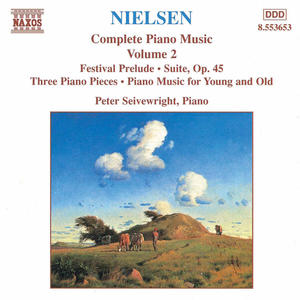 NAXOS
NIELSEN
DDD
8.553653
Complete Piano Music
Volume 2
Festival Prelude • Suite, Op. 45
Three Piano Pieces • Piano Music for Young and Old
Peter Seivewright, Piano